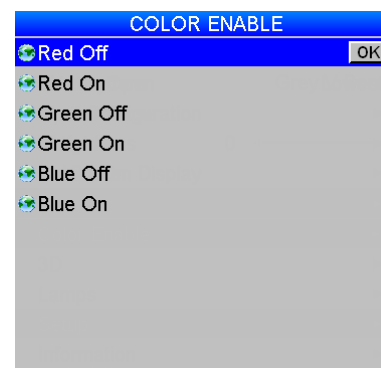 COLOR ENABLE
Red Off OK
Red On
Green Off
Green On
Blue Off
Blue On